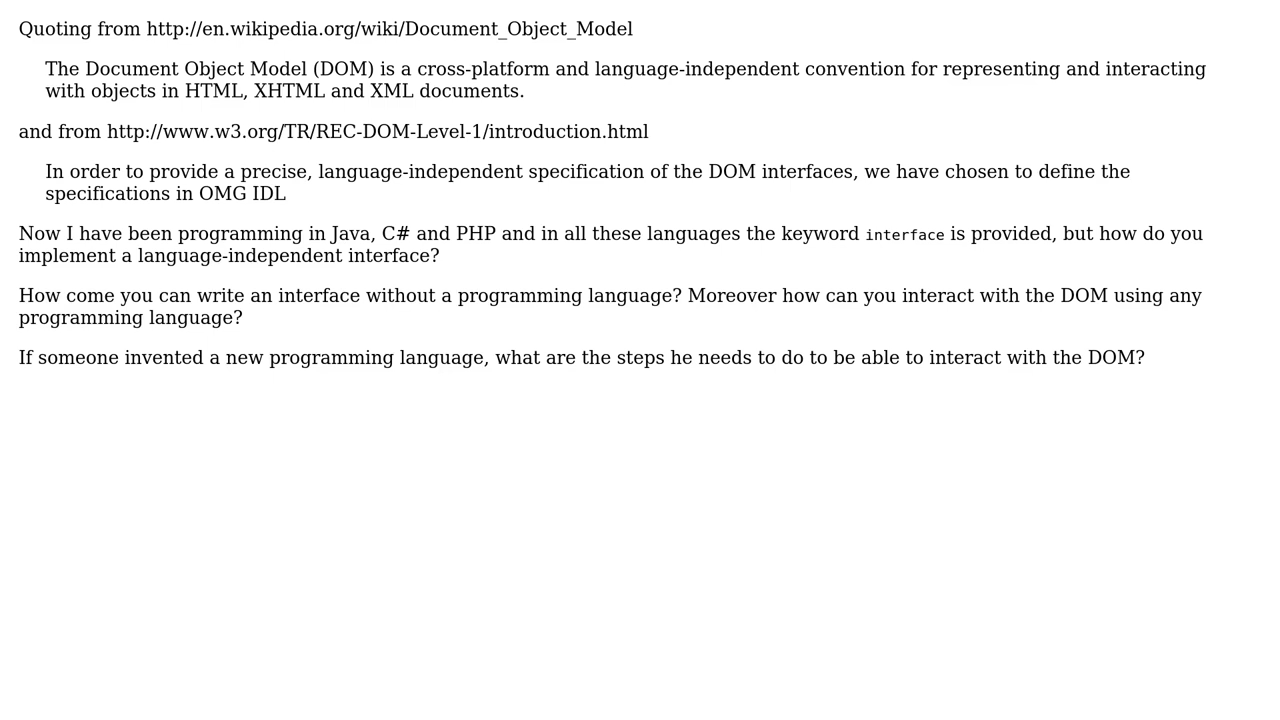 Quoting from http://en.wikipedia.org/wiki/Document_Object_Model
The Document Object Model (DOM) is a cross-platform and language-independent convention for representing and interacting
with objects in HTML, XHTML and XML documents.
and from http://www.w3.org/TR/REC-DOM-Level-1/introduction.html
In order to provide a precise, language-independent specification of the DOM interfaces, we have chosen to define the
specifications in OMG IDL
Now I have been programming in Java, C# and PHP and in all these languages the keyword interface is provided, but how do you
implement a language-independent interface?
How come you can write an interface without a programming language? Moreover how can you interact with the DOM using any
programming language?
If someone invented a new programming language, what are the steps he needs to do to be able to interact with the DOM?